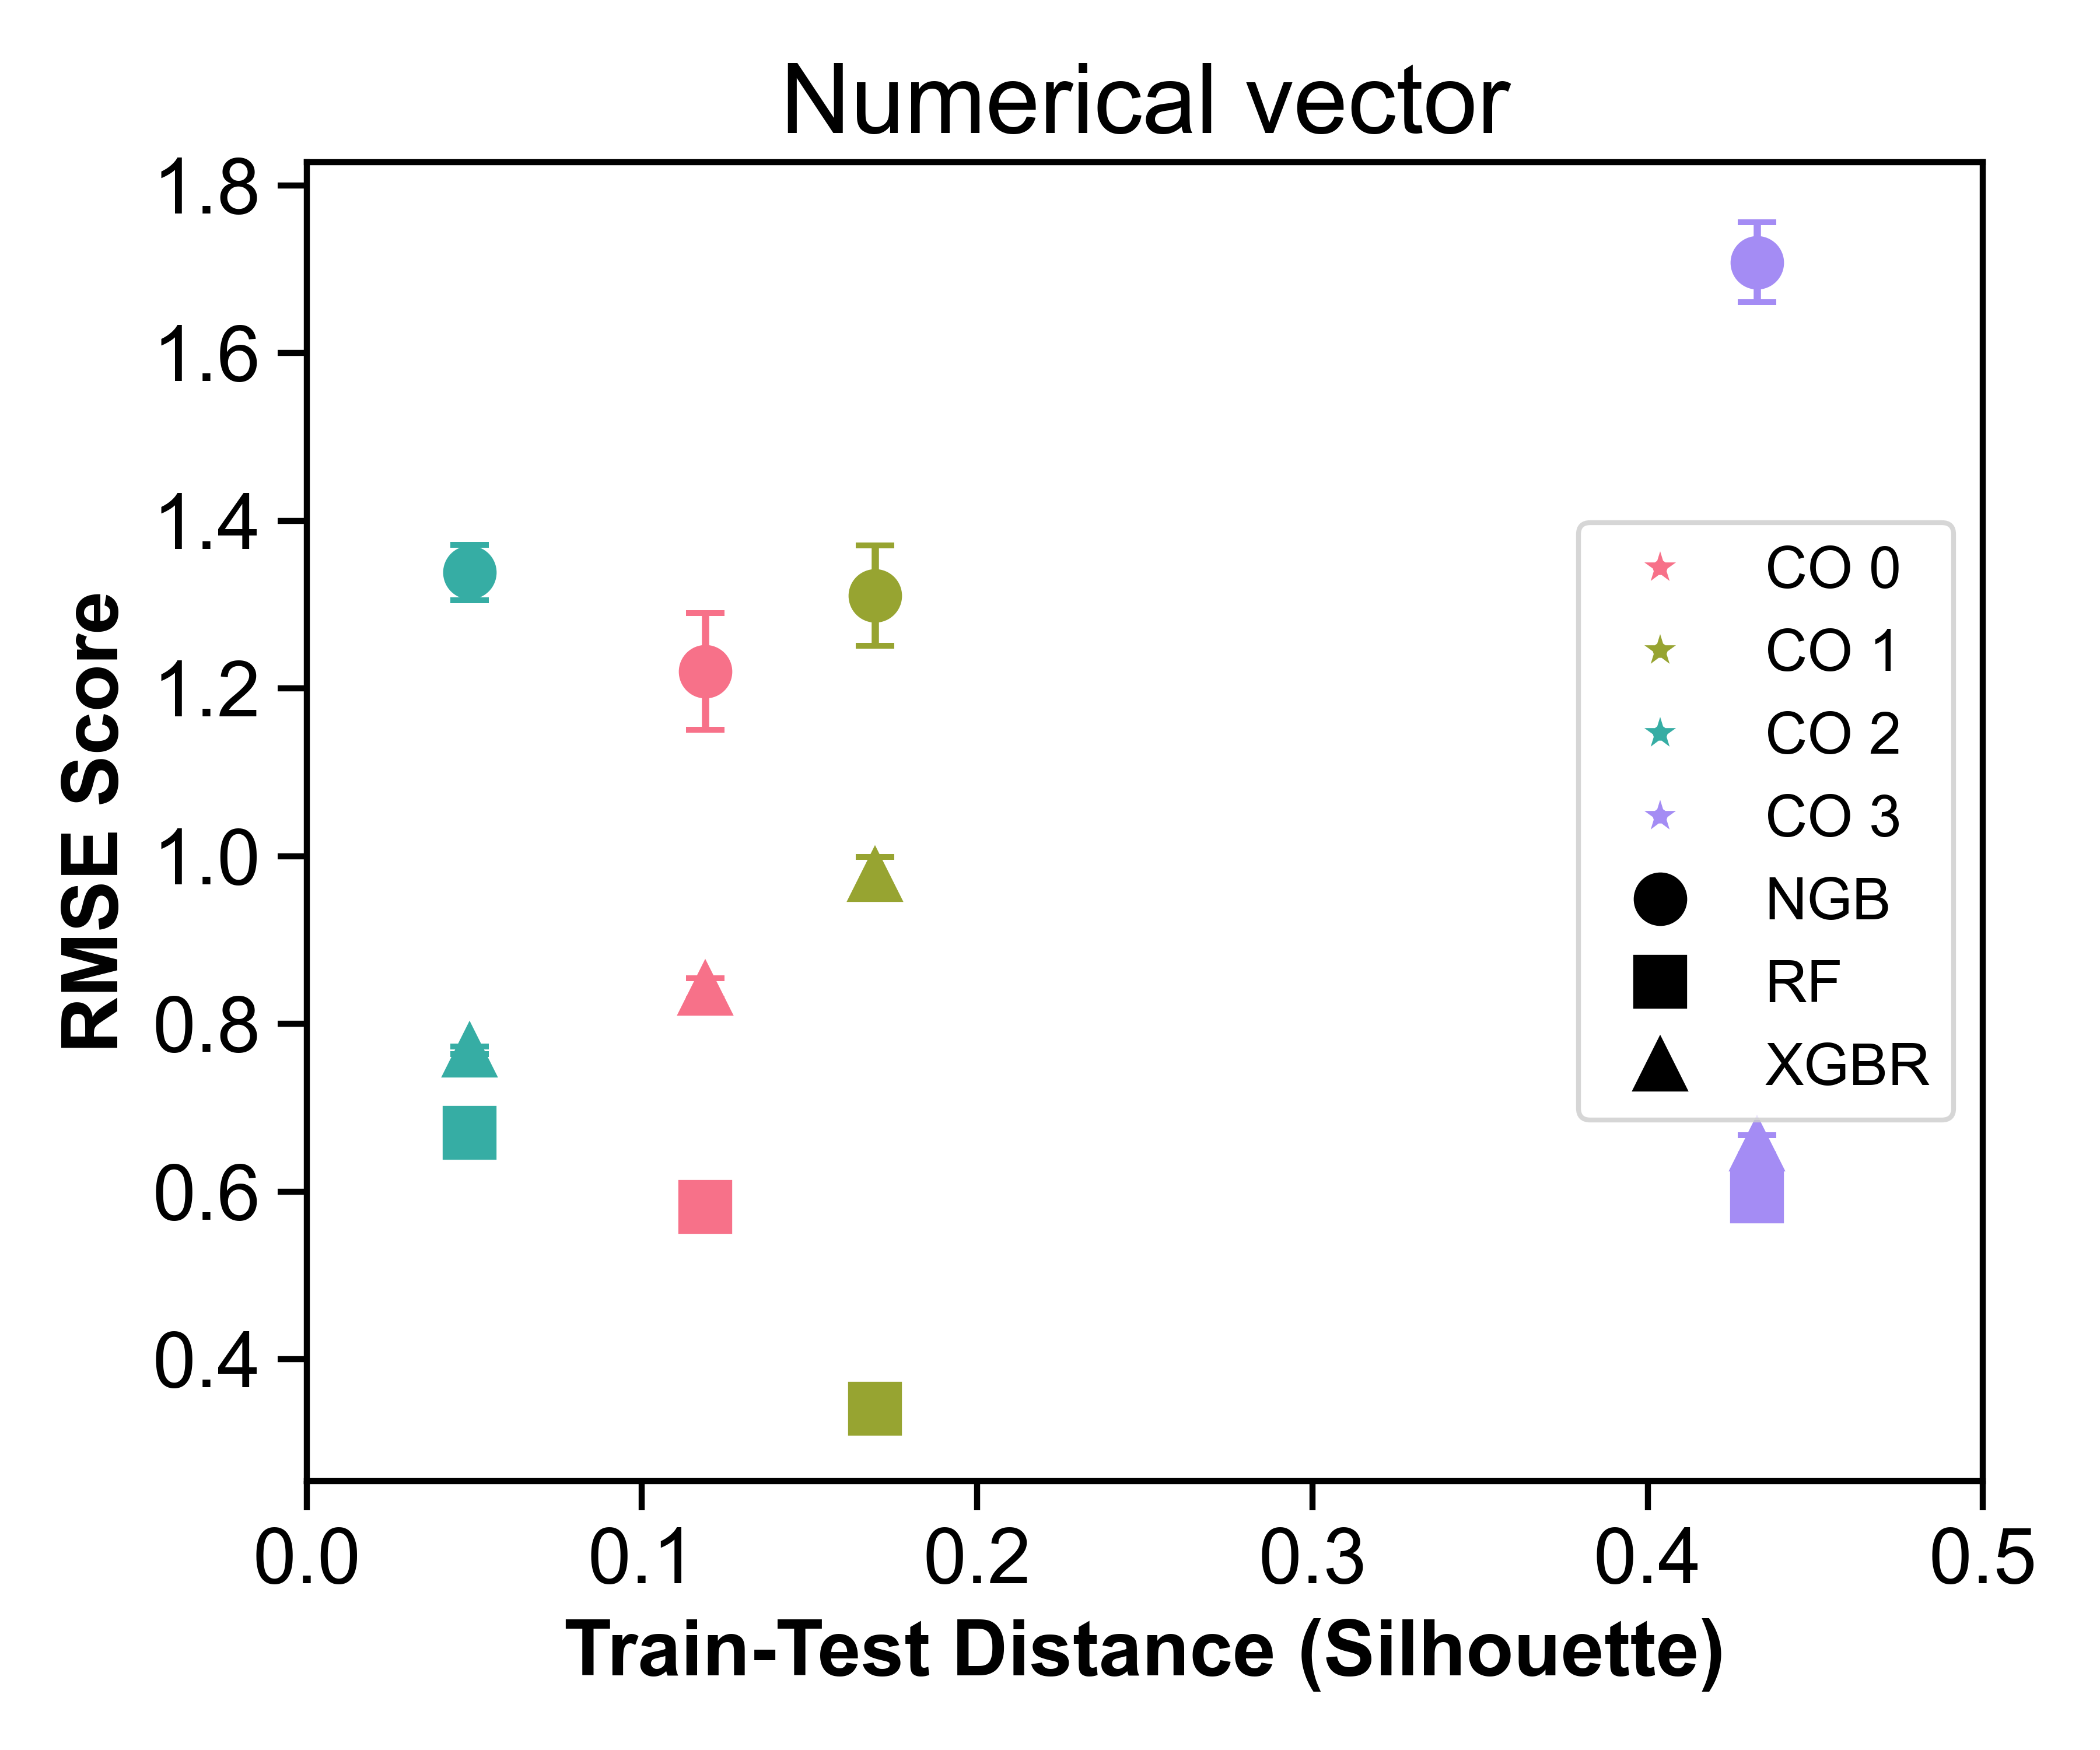 Numerical vector
1.8
1.6
1.4
1.2
1.0
0.8
0.6
0.4
RMSE Score
CO 0
CO 1
CO 2
CO 3
NGB
RF
XGBR
0.0 0.1 0.2 0.3 0.4 0.5
Train-Test Distance (Silhouette)